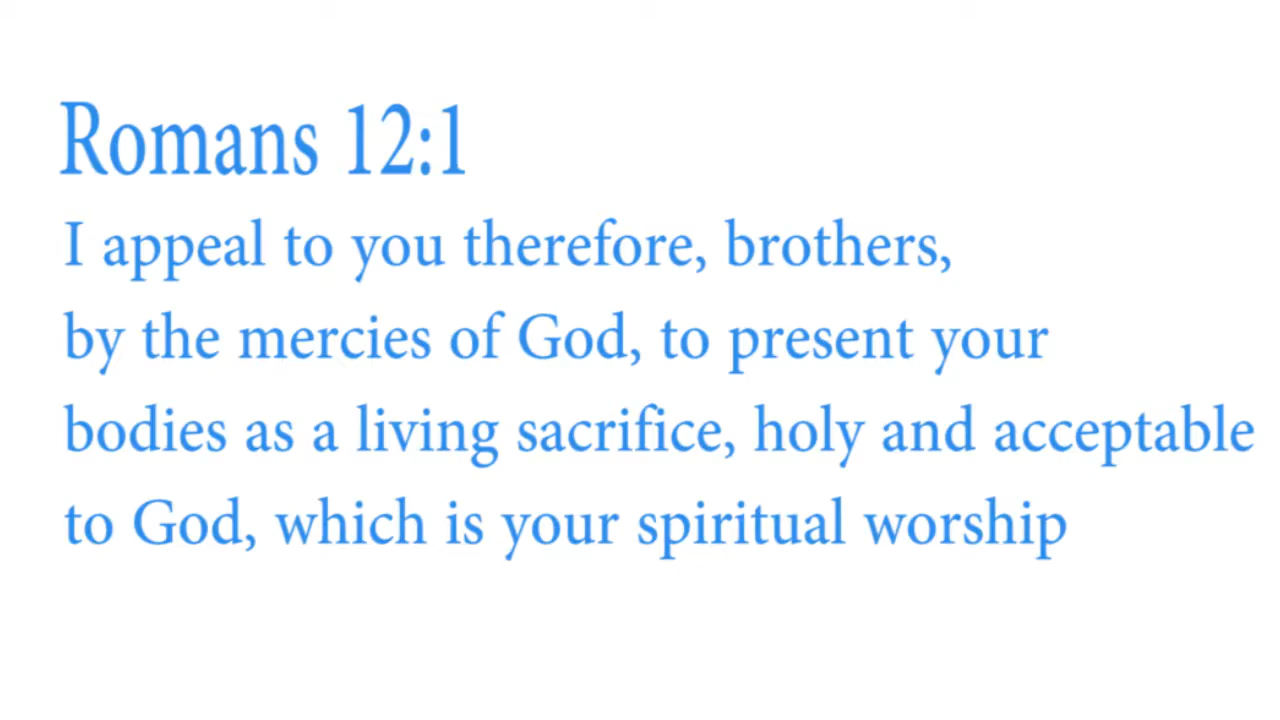 Romans 12:1
I appeal to you therefore, brothers,
by the mercies of God, to present your
bodies as a living sacrifice, holy and acceptable
to God, which is your spiritual worship